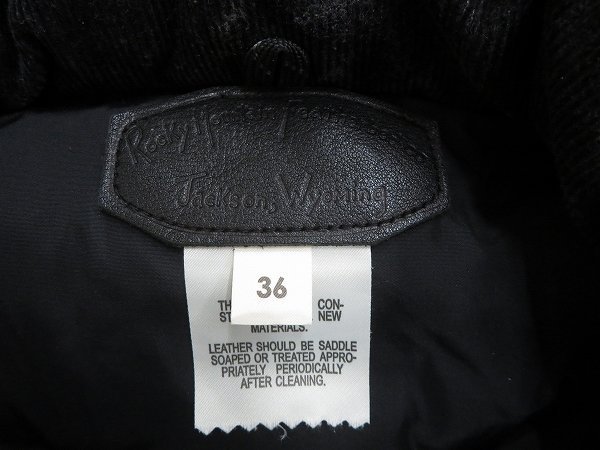 Rocky Mountain
Jackson, Wyoming
36
CON-
NEW
MATERIALS.
LEATHER SHOULD BE SADDLE
SOAPED OR TREATED APPRO-
PRIATELY PERIODICALLY
AFTER CLEANING.